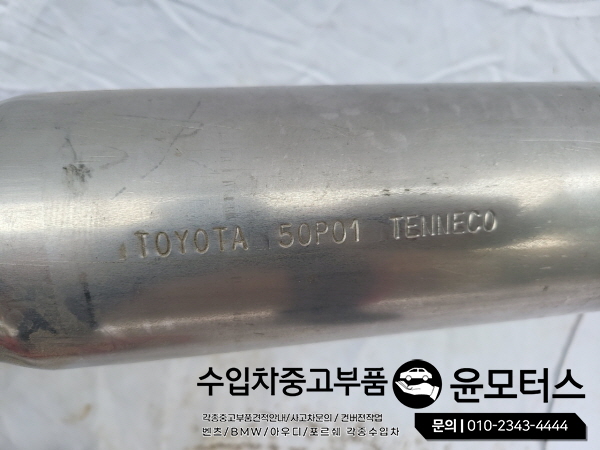 TOYOTA 50P01 TENNECO
수입차중고부품 윤모터스
각종중고부품견적안내/사고차문의/ 컨버전작업
벤츠/BMW/아우디/포르쉐 각종수입차
문의 | 010-2343-4444